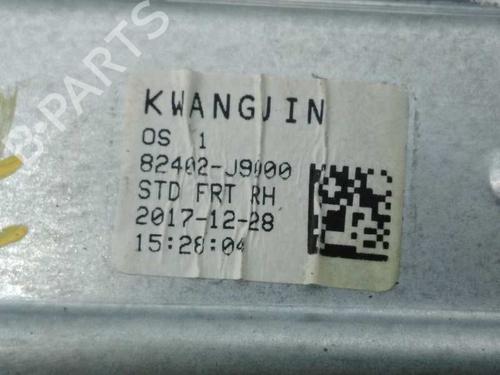 B-PARTS
KWANGJIN
OS 1
82402-J9000
STD FRT RH
2017-12-28
15:28:04